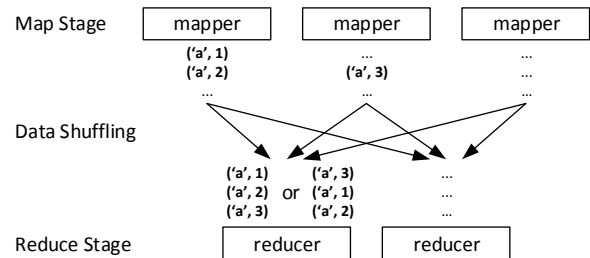 Map Stage mapper mapper mapper
(‘a’, 1) ... ...
(‘a’, 2) (‘a’, 3) ...
... ... ...
Data Shuffling
(‘a’, 1) (‘a’, 3) ...
(‘a’, 2) or (‘a’, 1) ...
(‘a’, 3) (‘a’, 2) ...
Reduce Stage reducer reducer